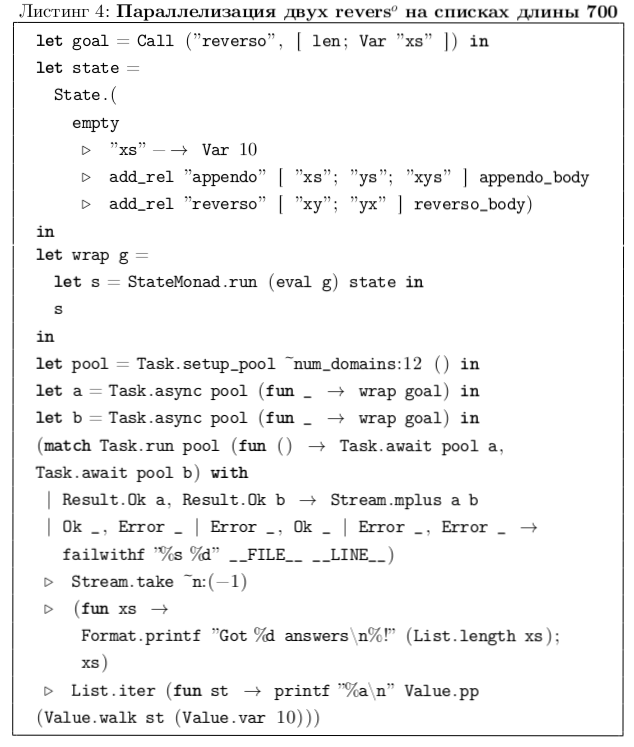 Листинг 4: Параллелизация двух reversᵒ на списках длины 700
let goal = Call ("reverso", [ len; Var "xs" ]) in
let state =
State.(
empty
▷ "xs" −→ Var 10
▷ add_rel "appendo" [ "xs"; "ys"; "xys" ] appendo_body
▷ add_rel "reverso" [ "xy"; "yx" ] reverso_body)
in
let wrap g =
let s = StateMonad.run (eval g) state in
s
in
let pool = Task.setup_pool ~num_domains:12 () in
let a = Task.async pool (fun _ → wrap goal) in
let b = Task.async pool (fun _ → wrap goal) in
(match Task.run pool (fun () → Task.await pool a,
Task.await pool b) with
| Result.Ok a, Result.Ok b → Stream.mplus a b
| Ok _, Error _ | Error _, Ok _ | Error _, Error _ →
failwithf "%s %d" __FILE__ __LINE__)
▷ Stream.take ~n:(−1)
▷ (fun xs →
Format.printf "Got %d answers\n%!" (List.length xs);
xs)
▷ List.iter (fun st → printf "%a\n" Value.pp
(Value.walk st (Value.var 10)))